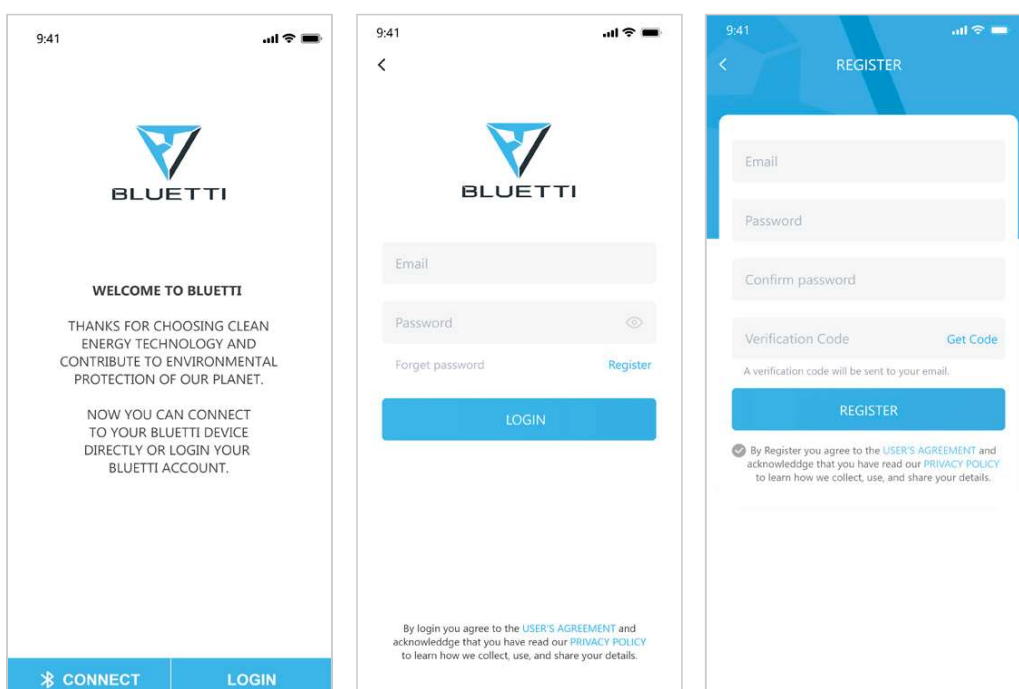 9:41
BLUETTI
WELCOME TO BLUETTI
THANKS FOR CHOOSING CLEAN
ENERGY TECHNOLOGY AND
CONTRIBUTE TO ENVIRONMENTAL
PROTECTION OF OUR PLANET.
NOW YOU CAN CONNECT
TO YOUR BLUETTI DEVICE
DIRECTLY OR LOGIN YOUR
BLUETTI ACCOUNT.
CONNECT
LOGIN
9:41
BLUETTI
Email
Password
Forget password
Register
LOGIN
By login you agree to the USER'S AGREEMENT and
acknowleddge that you have read our PRIVACY POLICY
to learn how we collect, use, and share your details.
9:41
REGISTER
Email
Password
Confirm password
Verification Code
Get Code
A verification code will be sent to your email.
REGISTER
By Register you agree to the USER'S AGREEMENT and
acknowleddge that you have read our PRIVACY POLICY
to learn how we collect, use, and share your details.